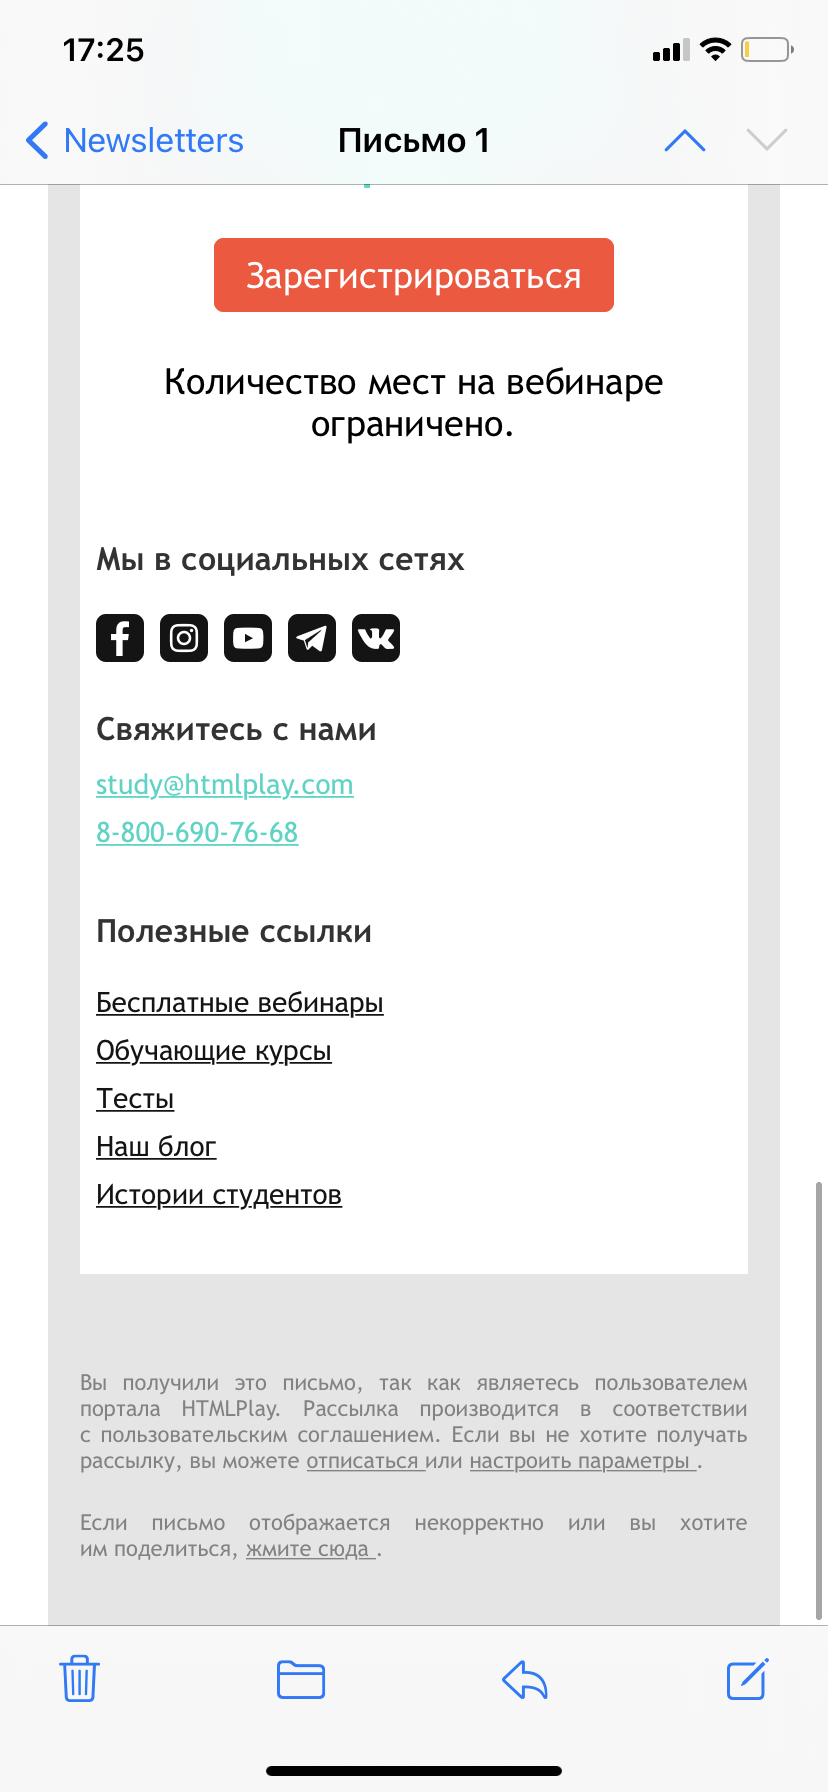 17:25
Newsletters
Письмо 1
Зарегистрироваться
Количество мест на вебинаре
ограничено.
Мы в социальных сетях
Свяжитесь с нами
study@htmlplay.com
8-800-690-76-68
Полезные ссылки
Бесплатные вебинары
Обучающие курсы
Тесты
Наш блог
Истории студентов
Вы получили это письмо, так как являетесь пользователем
портала HTMLPlay. Рассылка производится в соответствии
с пользовательским соглашением. Если вы не хотите получать
рассылку, вы можете отписаться или настроить параметры .
Если письмо отображается некорректно или вы хотите
им поделиться, жмите сюда .